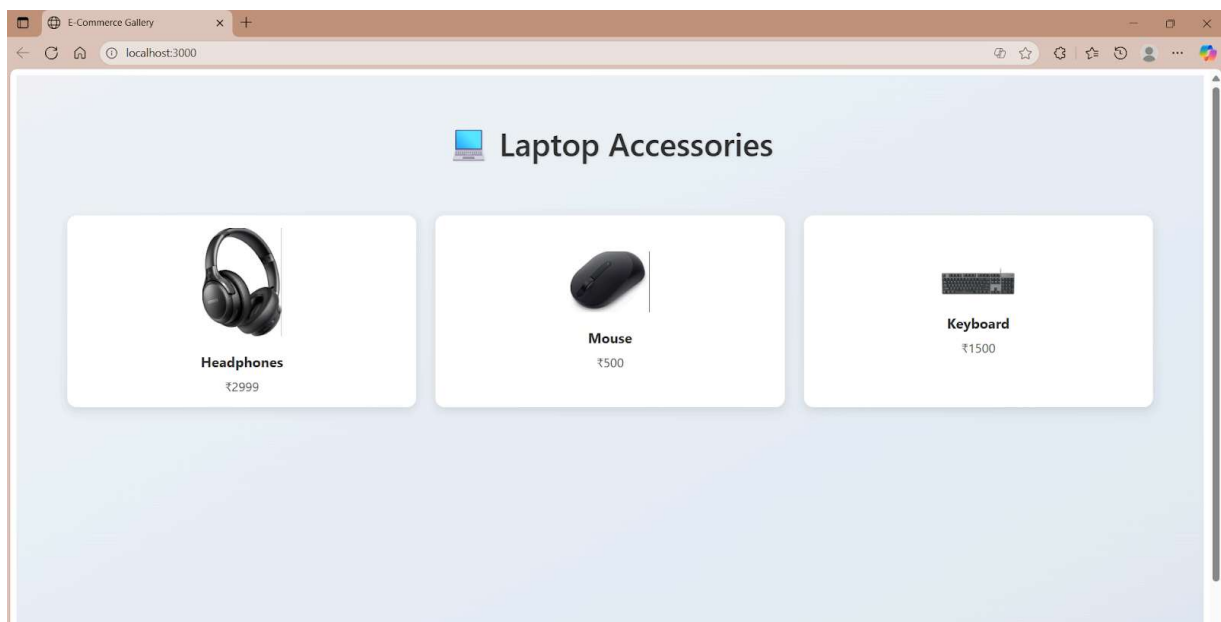 E-Commerce Gallery
localhost:3000
Laptop Accessories
Headphones
₹2999
Mouse
₹500
Keyboard
₹1500